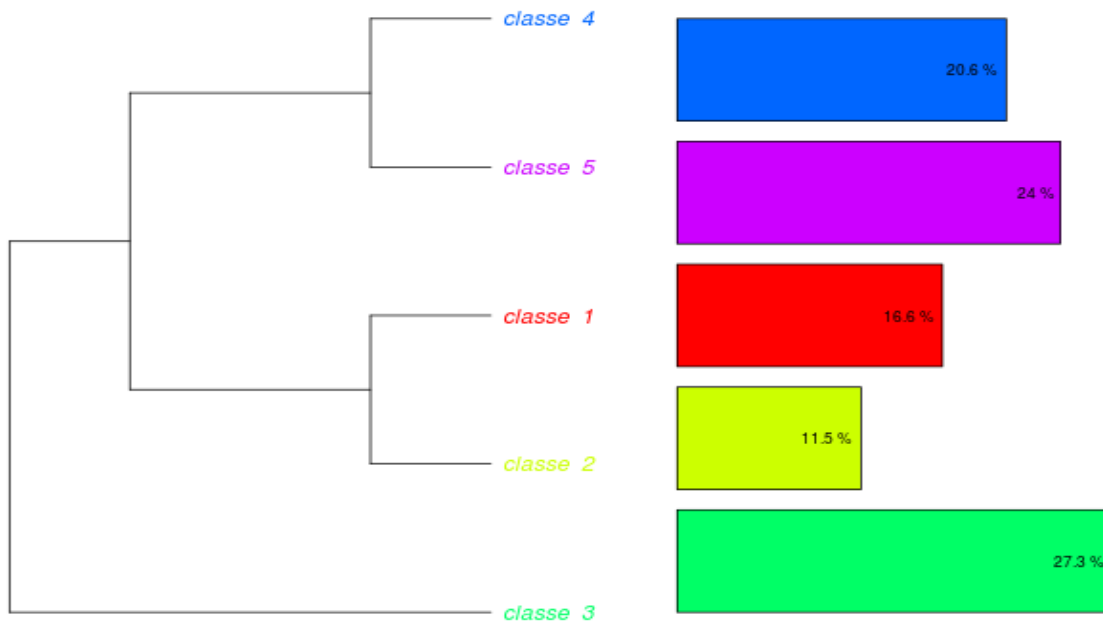 classe 4
20.6 %
classe 5
24 %
classe 1
16.6 %
classe 2
11.5 %
classe 3
27.3 %